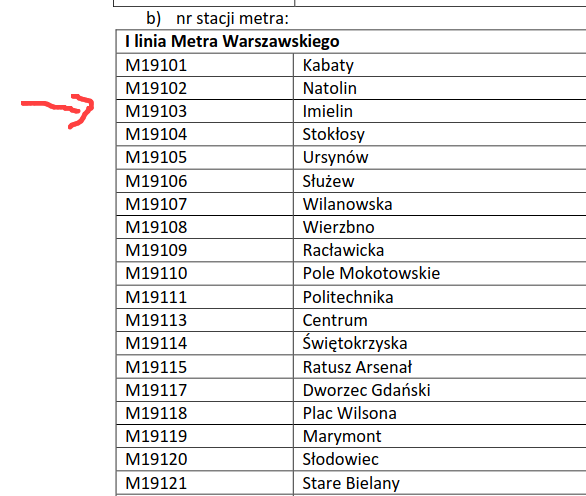 b) nr stacji metra:
I linia Metra Warszawskiego
M19101 Kabaty
M19102 Natolin
M19103 Imielin
M19104 Stokłosy
M19105 Ursynów
M19106 Służew
M19107 Wilanowska
M19108 Wierzbno
M19109 Racławicka
M19110 Pole Mokotowskie
M19111 Politechnika
M19113 Centrum
M19114 Świętokrzyska
M19115 Ratusz Arsenał
M19117 Dworzec Gdański
M19118 Plac Wilsona
M19119 Marymont
M19120 Słodowiec
M19121 Stare Bielany